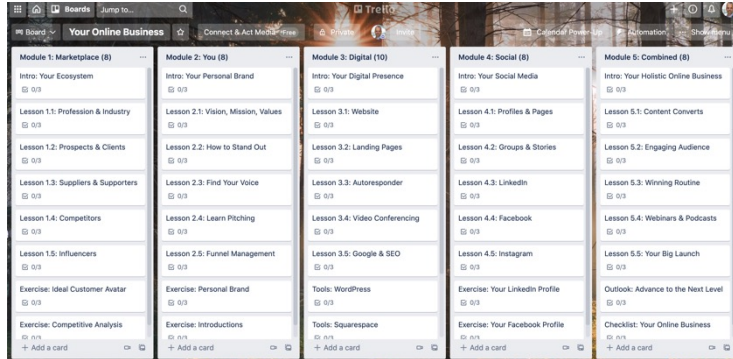 Boards
Jump to...
Trello
Board
Your Online Business
Connect & Act Media
Free
Private
Invite
Calendar Power-Up
Automation
Show menu
Module 1: Marketplace (8)
Intro: Your Ecosystem
0/3
Lesson 1.1: Profession & Industry
0/3
Lesson 1.2: Prospects & Clients
0/3
Lesson 1.3: Suppliers & Supporters
0/3
Lesson 1.4: Competitors
0/3
Lesson 1.5: Influencers
0/3
Exercise: Ideal Customer Avatar
0/3
Exercise: Competitive Analysis
0/3
+ Add a card
Module 2: You (8)
Intro: Your Personal Brand
0/3
Lesson 2.1: Vision, Mission, Values
0/3
Lesson 2.2: How to Stand Out
0/3
Lesson 2.3: Find Your Voice
0/3
Lesson 2.4: Learn Pitching
0/3
Lesson 2.5: Funnel Management
0/3
Exercise: Personal Brand
0/3
Exercise: Introductions
0/3
+ Add a card
Module 3: Digital (10)
Intro: Your Digital Presence
0/3
Lesson 3.1: Website
0/3
Lesson 3.2: Landing Pages
0/3
Lesson 3.3: Autoresponder
0/3
Lesson 3.4: Video Conferencing
0/3
Lesson 3.5: Google & SEO
0/3
Tools: WordPress
0/3
Tools: Squarespace
0/3
+ Add a card
Module 4: Social (8)
Intro: Your Social Media
0/3
Lesson 4.1: Profiles & Pages
0/3
Lesson 4.2: Groups & Stories
0/3
Lesson 4.3: LinkedIn
0/3
Lesson 4.4: Facebook
0/3
Lesson 4.5: Instagram
0/3
Exercise: Your LinkedIn Profile
0/3
Exercise: Your Facebook Profile
0/3
+ Add a card
Module 5: Combined (8)
Intro: Your Holistic Online Business
0/3
Lesson 5.1: Content Converts
0/3
Lesson 5.2: Engaging Audience
0/3
Lesson 5.3: Winning Routine
0/3
Lesson 5.4: Webinars & Podcasts
0/3
Lesson 5.5: Your Big Launch
0/3
Outlook: Advance to the Next Level
0/3
Checklist: Your Online Business
0/3
+ Add a card